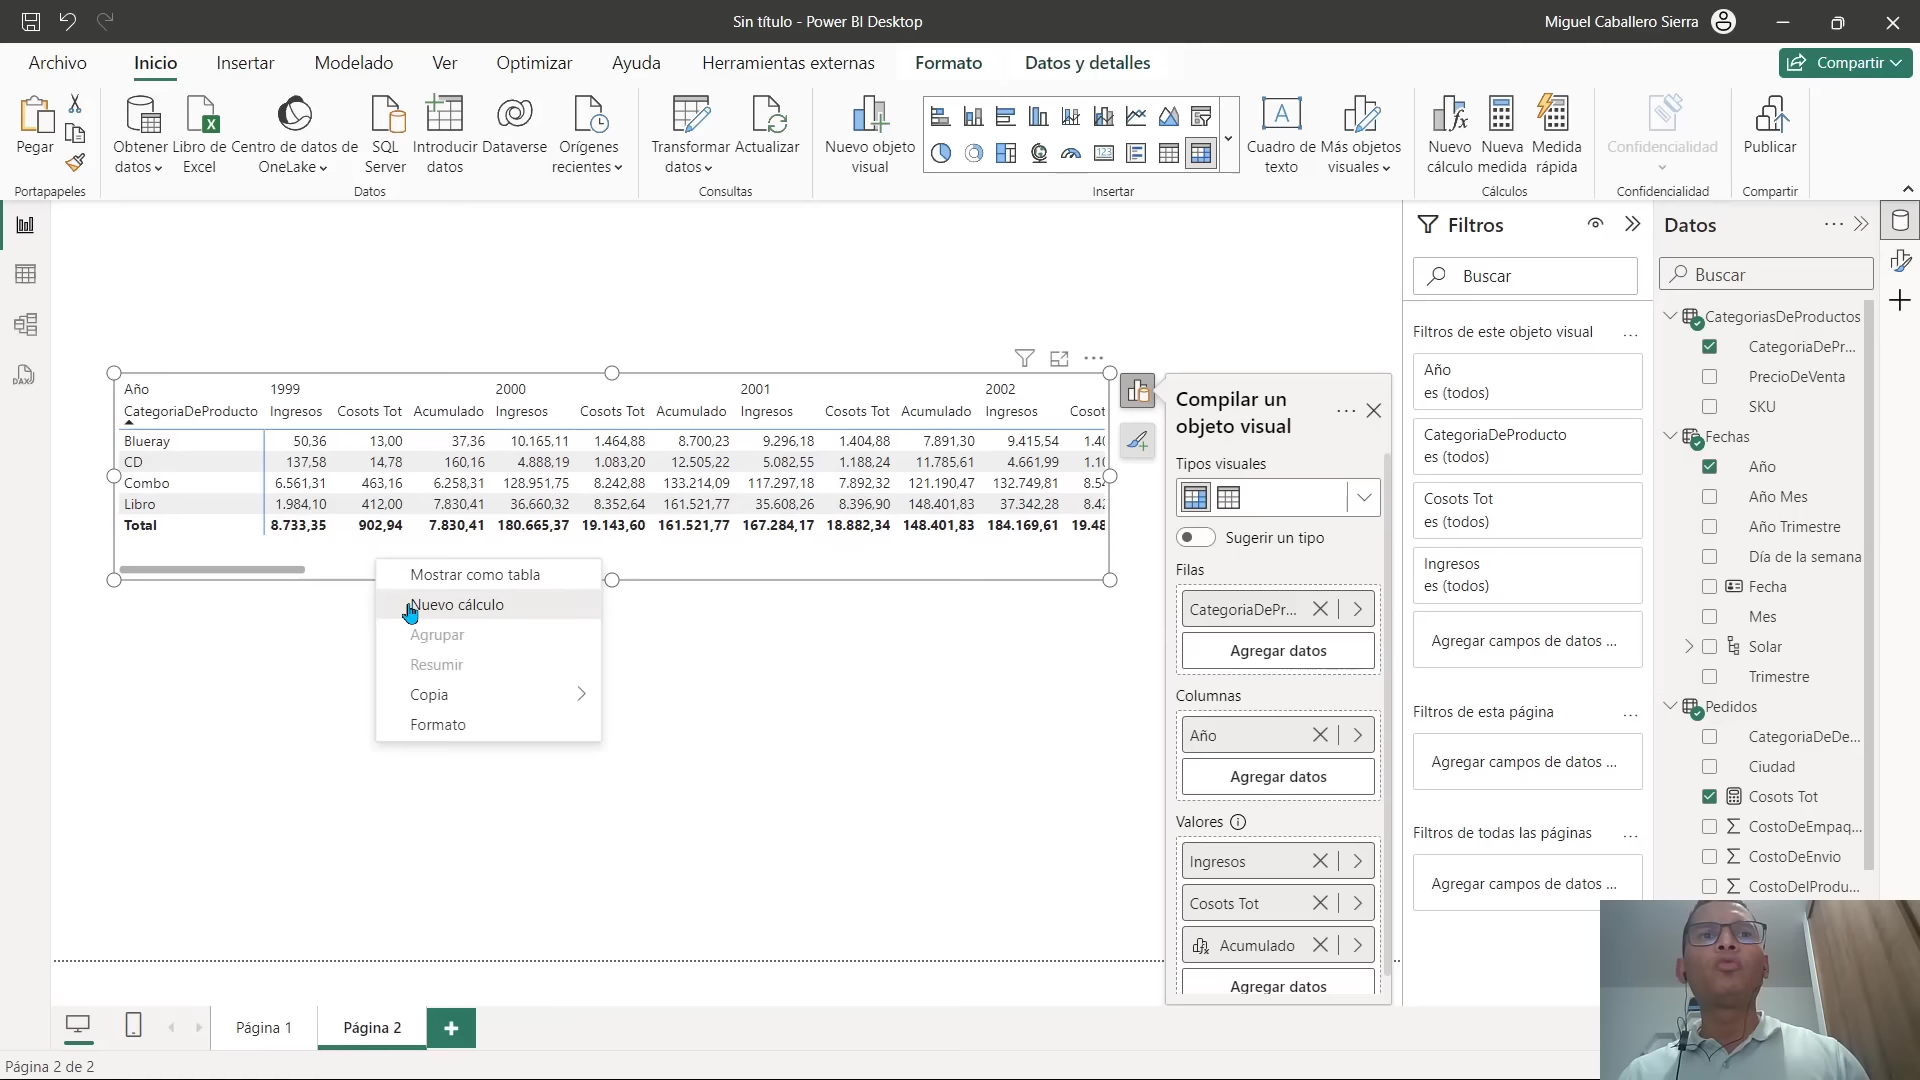 Sin título - Power BI Desktop
Miguel Caballero Sierra
Archivo
Inicio
Insertar
Modelado
Ver
Optimizar
Ayuda
Herramientas externas
Formato
Datos y detalles
Compartir
Pegar
Portapapeles
Obtener datos
Libro de Excel
Centro de datos de OneLake
SQL Server
Introducir datos
Dataverse
Orígenes recientes
Datos
Transformar datos
Actualizar
Consultas
Nuevo objeto visual
Cuadro de texto
Más objetos visuales
Insertar
Nuevo cálculo
Nueva medida
Medida rápida
Cálculos
Confidencialidad
Confidencialidad
Publicar
Compartir
Año 1999 2000 2001 2002
CategoriaDeProducto Ingresos Cosots Tot Acumulado Ingresos Cosots Tot Acumulado Ingresos Cosots Tot Acumulado Ingresos Cosot
Blueray 50,36 13,00 37,36 10.165,11 1.464,88 8.700,23 9.296,18 1.404,88 7.891,30 9.415,54 1.40
CD 137,58 14,78 160,16 4.888,19 1.083,20 12.505,22 5.082,55 1.188,24 11.785,61 4.661,99 1.10
Combo 6.561,31 463,16 6.258,31 128.951,75 8.242,88 133.214,09 117.297,18 7.892,32 121.190,47 132.749,81 8.54
Libro 1.984,10 412,00 7.830,41 36.660,32 8.352,64 161.521,77 35.608,26 8.396,90 148.401,83 37.342,28 8.42
Total 8.733,35 902,94 7.830,41 180.665,37 19.143,60 161.521,77 167.284,17 18.882,34 148.401,83 184.169,61 19.48
Mostrar como tabla
Nuevo cálculo
Agrupar
Resumir
Copia
Formato
Compilar un
objeto visual
Tipos visuales
Sugerir un tipo
Filas
CategoriaDePr...
Agregar datos
Columnas
Año
Agregar datos
Valores
Ingresos
Cosots Tot
Acumulado
Agregar datos
Filtros
Buscar
Filtros de este objeto visual
Año
es (todos)
CategoriaDeProducto
es (todos)
Cosots Tot
es (todos)
Ingresos
es (todos)
Agregar campos de datos ...
Filtros de esta página
Agregar campos de datos ...
Filtros de todas las páginas
Agregar campos de datos ...
Datos
Buscar
CategoriasDeProductos
CategoriaDePr...
PrecioDeVenta
SKU
Fechas
Año
Año Mes
Año Trimestre
Día de la semana
Fecha
Mes
Solar
Trimestre
Pedidos
CategoriaDeDe...
Ciudad
Cosots Tot
CostoDeEmpaq...
CostoDeEnvio
CostoDelProdu...
Página 1
Página 2
Página 2 de 2